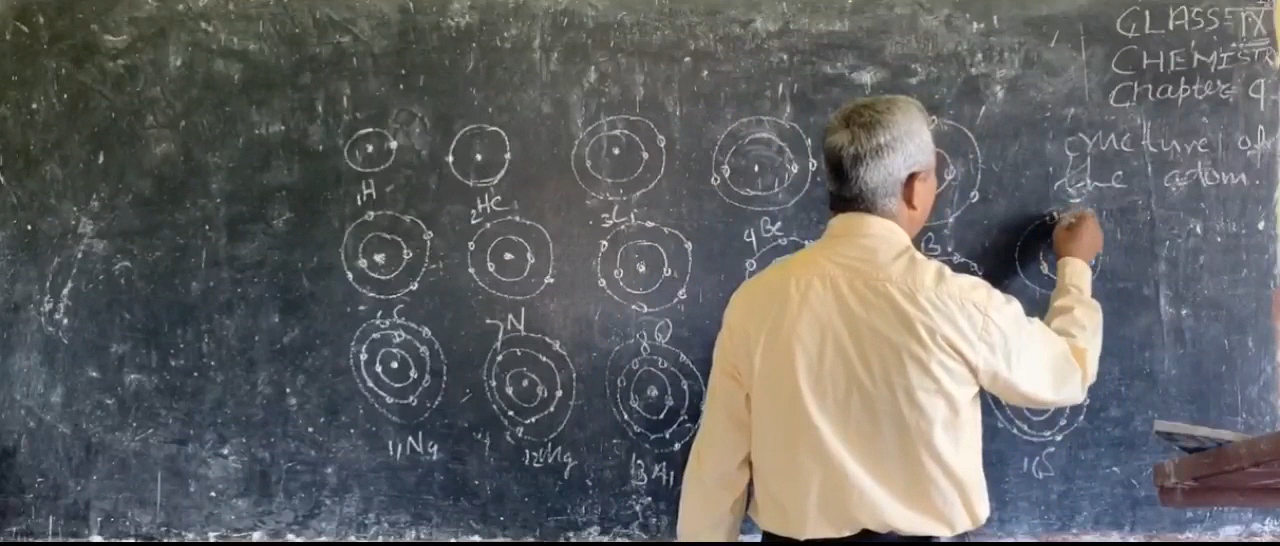 CLASS-IX
CHEMISTR
Chapter 4
ructure of
the atom.
1H
2He
3Li
4Be
B
6C
7N
8O
11Na
12Mg
13Al
16S